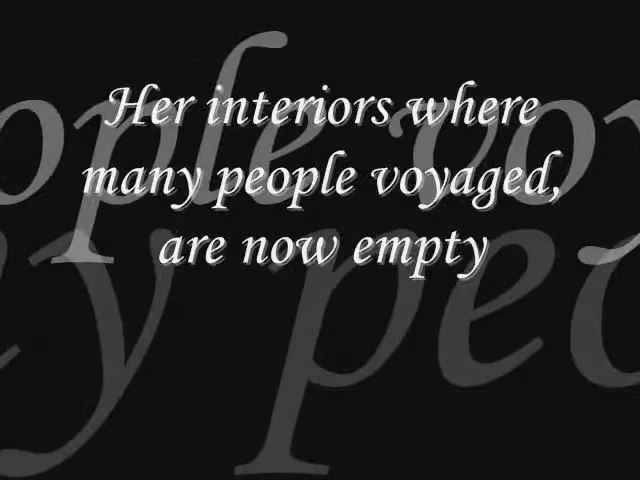 Her interiors where
many people voyaged,
are now empty